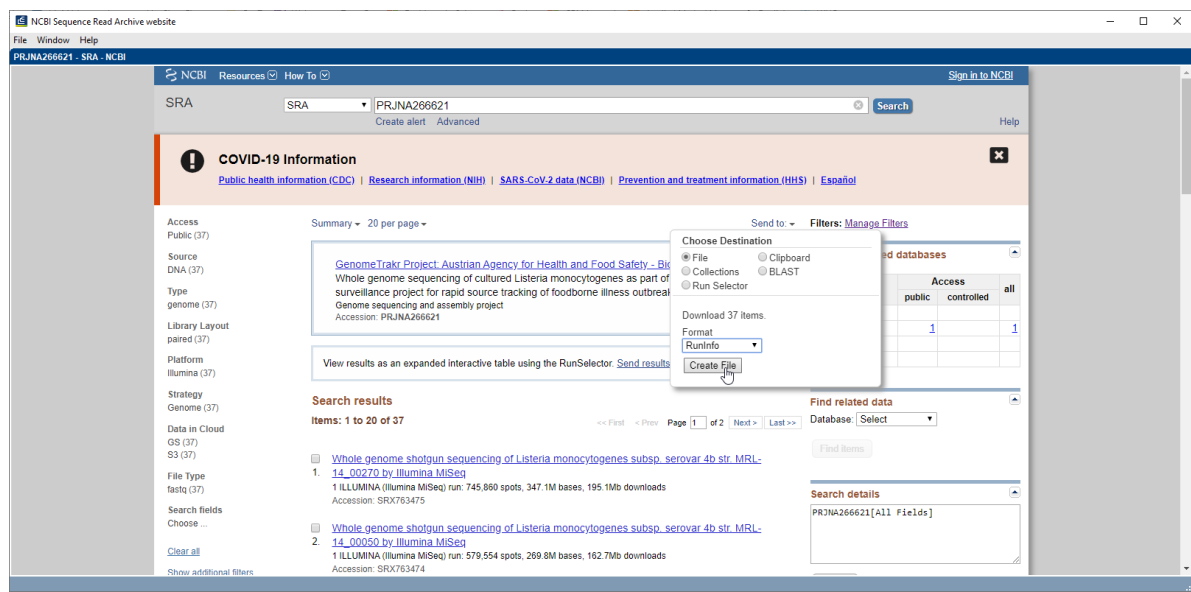 NCBI Sequence Read Archive website
File Window Help
PRJNA266621 - SRA - NCBI
NCBI Resources How To Sign in to NCBI
SRA SRA PRJNA266621 Search
Create alert Advanced Help
COVID-19 Information
Public health information (CDC) | Research information (NIH) | SARS-CoV-2 data (NCBI) | Prevention and treatment information (HHS) | Español
Access
Public (37)
Source
DNA (37)
Type
genome (37)
Library Layout
paired (37)
Platform
Illumina (37)
Strategy
Genome (37)
Data in Cloud
GS (37)
S3 (37)
File Type
fastq (37)
Search fields
Choose ...
Clear all
Show additional filters
Summary 20 per page Send to:
GenomeTrakr Project: Austrian Agency for Health and Food Safety - Bio
Whole genome sequencing of cultured Listeria monocytogenes as part of
surveillance project for rapid source tracking of foodborne illness outbreak
Genome sequencing and assembly project
Accession: PRJNA266621
View results as an expanded interactive table using the RunSelector. Send results
Choose Destination
File Clipboard
Collections BLAST
Run Selector
Download 37 items.
Format
RunInfo
Create File
Search results
Items: 1 to 20 of 37
<< First < Prev Page 1 of 2 Next > Last >>
Whole genome shotgun sequencing of Listeria monocytogenes subsp. serovar 4b str. MRL-
1. 14_00270 by Illumina MiSeq
1 ILLUMINA (Illumina MiSeq) run: 745,860 spots, 347.1M bases, 195.1Mb downloads
Accession: SRX763475
Whole genome shotgun sequencing of Listeria monocytogenes subsp. serovar 4b str. MRL-
2. 14_00050 by Illumina MiSeq
1 ILLUMINA (Illumina MiSeq) run: 579,554 spots, 269.8M bases, 162.7Mb downloads
Accession: SRX763474
Filters: Manage Filters
ed databases
Access
public controlled all
1 1
Find related data
Database: Select
Find items
Search details
PRJNA266621[All Fields]